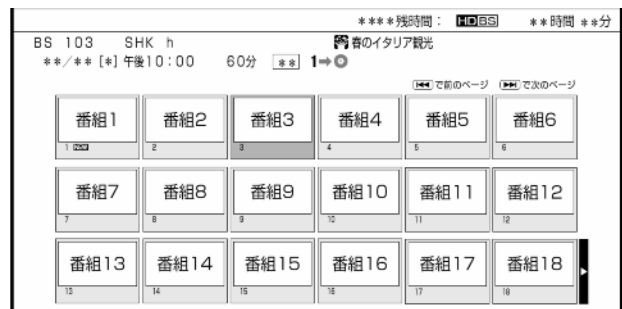 ****残時間： HD BS **時間 **分
BS 103 SHK h 春のイタリア観光
**/** [*] 午後10：00 60分 ** 1➡
⏮で前のページ ⏭で次のページ
番組1 番組2 番組3 番組4 番組5 番組6
1 NEW 2 3 4 5 6
番組7 番組8 番組9 番組10 番組11 番組12
7 8 9 10 11 12
番組13 番組14 番組15 番組16 番組17 番組18
13 14 15 16 17 18